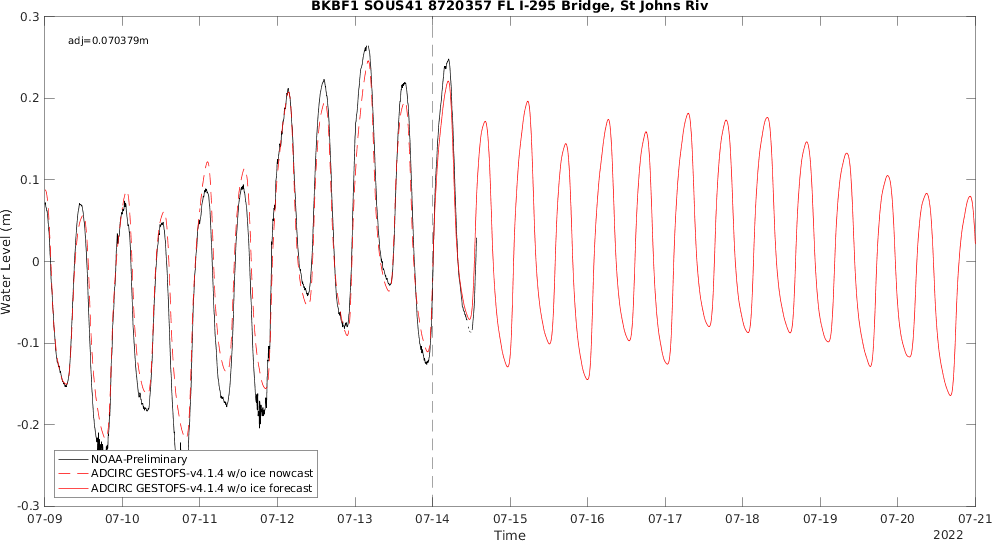 BKBF1 SOUS41 8720357 FL I-295 Bridge, St Johns Riv
adj=0.070379m
0.3
0.2
0.1
0
-0.1
-0.2
-0.3
Water Level (m)
NOAA-Preliminary
ADCIRC GESTOFS-v4.1.4 w/o ice nowcast
ADCIRC GESTOFS-v4.1.4 w/o ice forecast
07-09 07-10 07-11 07-12 07-13 07-14 07-15 07-16 07-17 07-18 07-19 07-20 07-21
Time
2022